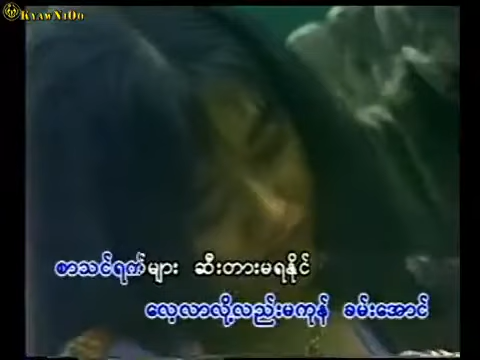 KyawNiOo
စာသင်ရက်များ ဆီးတားမရနိုင်
လေ့လာလို့လည်းမကုန် ခမ်းအောင်